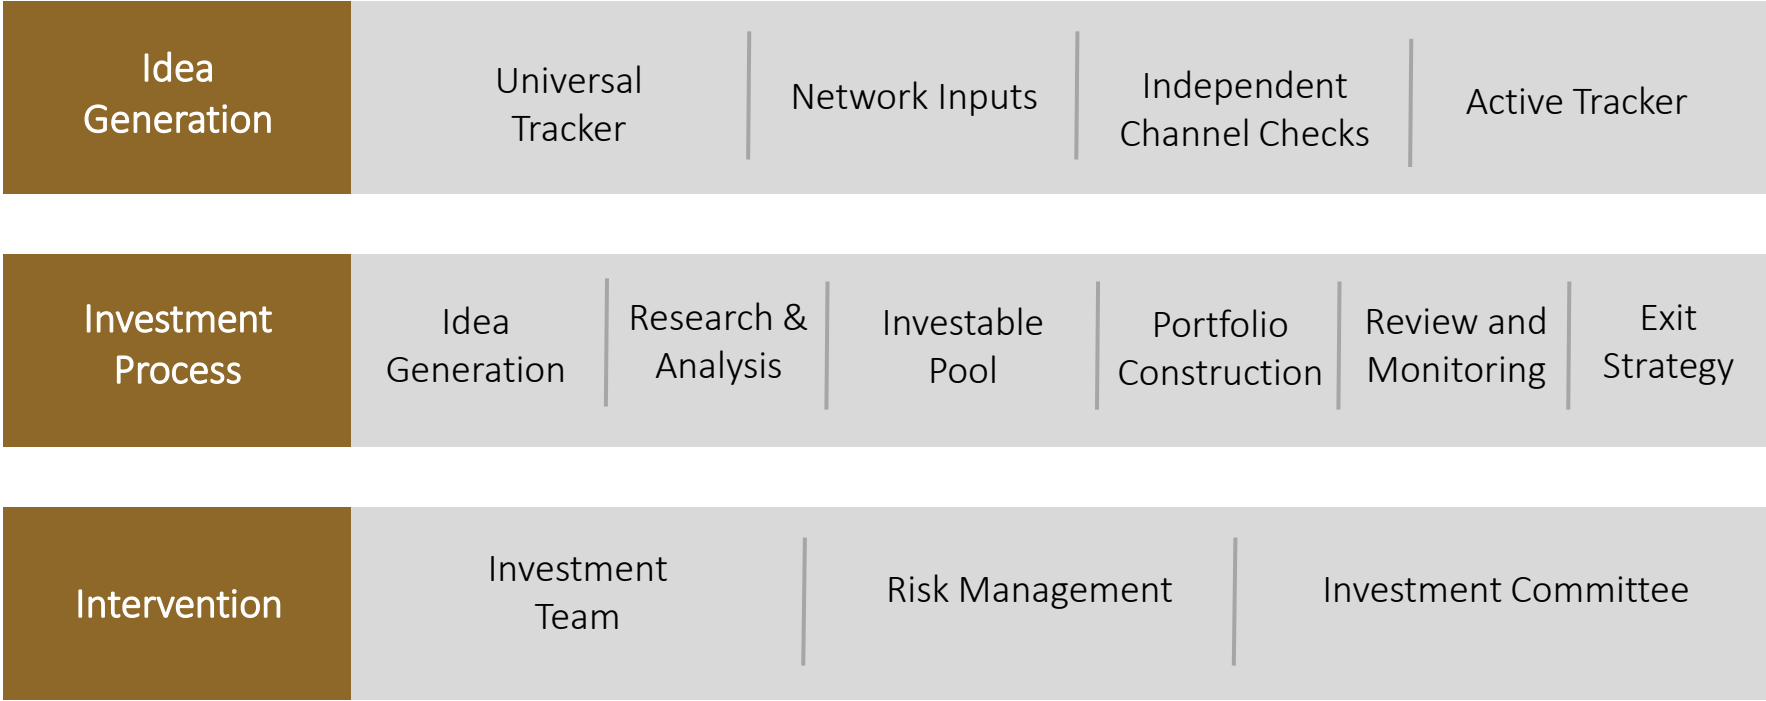 Idea
Generation
Universal
Tracker
Network Inputs
Independent
Channel Checks
Active Tracker
Investment
Process
Idea
Generation
Research &
Analysis
Investable
Pool
Portfolio
Construction
Review and
Monitoring
Exit
Strategy
Intervention
Investment
Team
Risk Management
Investment Committee